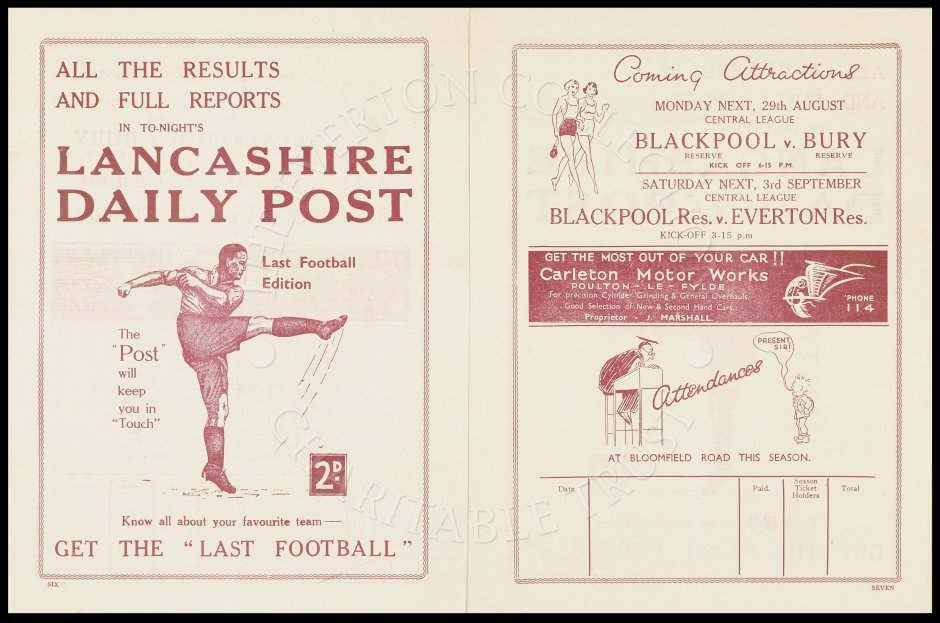 ALL THE RESULTS
AND FULL REPORTS
IN TO-NIGHT'S
LANCASHIRE
DAILY POST
Last Football
Edition
The
"Post"
will
keep
you in
"Touch"
2D.
Know all about your favourite team—
GET THE "LAST FOOTBALL"
SIX
Coming Attractions
MONDAY NEXT, 29th AUGUST
CENTRAL LEAGUE
BLACKPOOL v. BURY
RESERVE RESERVE
KICK OFF 6-15 P.M.
SATURDAY NEXT, 3rd SEPTEMBER
CENTRAL LEAGUE
BLACKPOOL Res. v. EVERTON Res.
KICK-OFF 3-15 p.m
GET THE MOST OUT OF YOUR CAR !!
Carleton Motor Works
POULTON - LE - FYLDE
For precision Cylinder Grinding & General Overhauls.
Good Selection of New & Second Hand Cars.
Proprietor - J. MARSHALL.
'PHONE
114
PRESENT
SIR!
Attendances
AT BLOOMFIELD ROAD THIS SEASON.
Date Paid. Season Ticket Holders Total
SEVEN
THE EVERTON COLLECTION
CHARITABLE TRUST